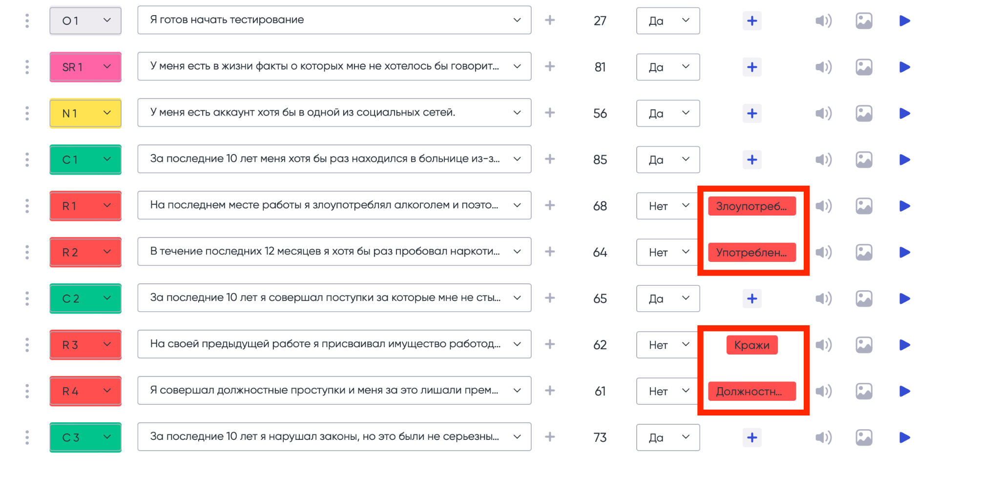 O 1 Я готов начать тестирование 27 Да
SR 1 У меня есть в жизни факты о которых мне не хотелось бы говорит... 81 Да
N 1 У меня есть аккаунт хотя бы в одной из социальных сетей. 56 Да
C 1 За последние 10 лет меня хотя бы раз находился в больнице из-з... 85 Да
R 1 На последнем месте работы я злоупотреблял алкоголем и поэто... 68 Нет Злоупотреб...
R 2 В течение последних 12 месяцев я хотя бы раз пробовал наркоти... 64 Нет Употреблен...
C 2 За последние 10 лет я совершал поступки за которые мне не сты... 65 Да
R 3 На своей предыдущей работе я присваивал имущество работод... 62 Нет Кражи
R 4 Я совершал должностные проступки и меня за это лишали прем... 61 Нет Должностн...
C 3 За последние 10 лет я нарушал законы, но это были не серьезны... 73 Да